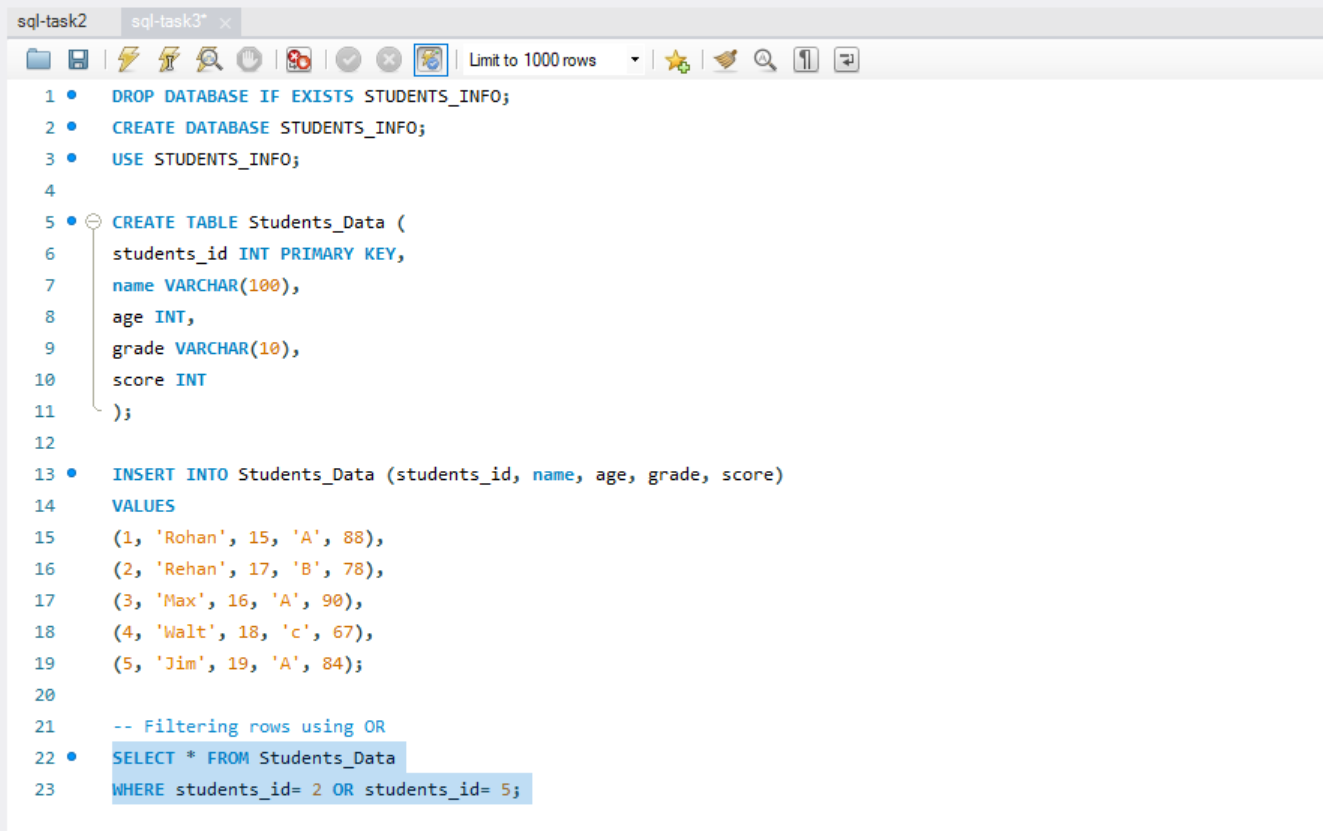 sql-task2 sql-task3*
Limit to 1000 rows
1 DROP DATABASE IF EXISTS STUDENTS_INFO;
2 CREATE DATABASE STUDENTS_INFO;
3 USE STUDENTS_INFO;
4
5 CREATE TABLE Students_Data (
6 students_id INT PRIMARY KEY,
7 name VARCHAR(100),
8 age INT,
9 grade VARCHAR(10),
10 score INT
11 );
12
13 INSERT INTO Students_Data (students_id, name, age, grade, score)
14 VALUES
15 (1, 'Rohan', 15, 'A', 88),
16 (2, 'Rehan', 17, 'B', 78),
17 (3, 'Max', 16, 'A', 90),
18 (4, 'Walt', 18, 'c', 67),
19 (5, 'Jim', 19, 'A', 84);
20
21 -- Filtering rows using OR
22 SELECT * FROM Students_Data
23 WHERE students_id= 2 OR students_id= 5;